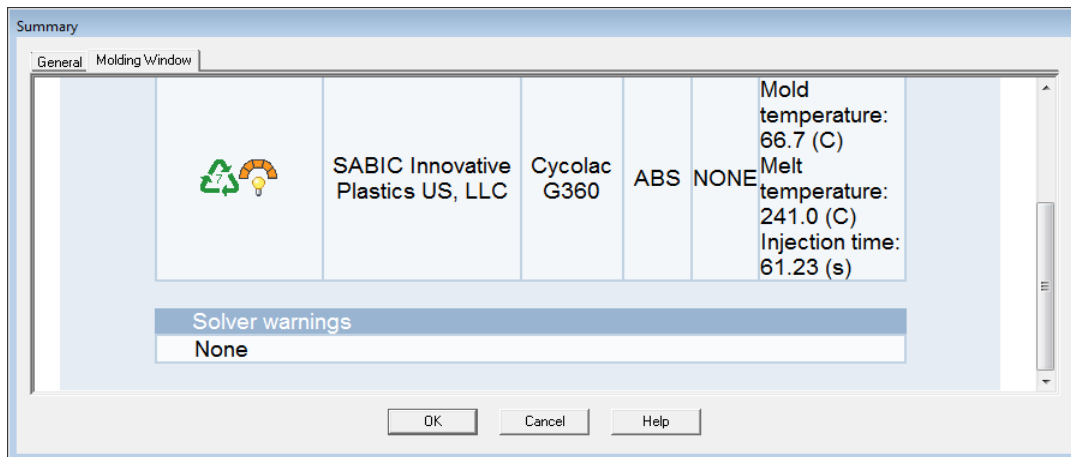 Summary
General
Molding Window
7
SABIC Innovative
Plastics US, LLC
Cycolac
G360
ABS
NONE
Mold
temperature:
66.7 (C)
Melt
temperature:
241.0 (C)
Injection time:
61.23 (s)
Solver warnings
None
OK
Cancel
Help